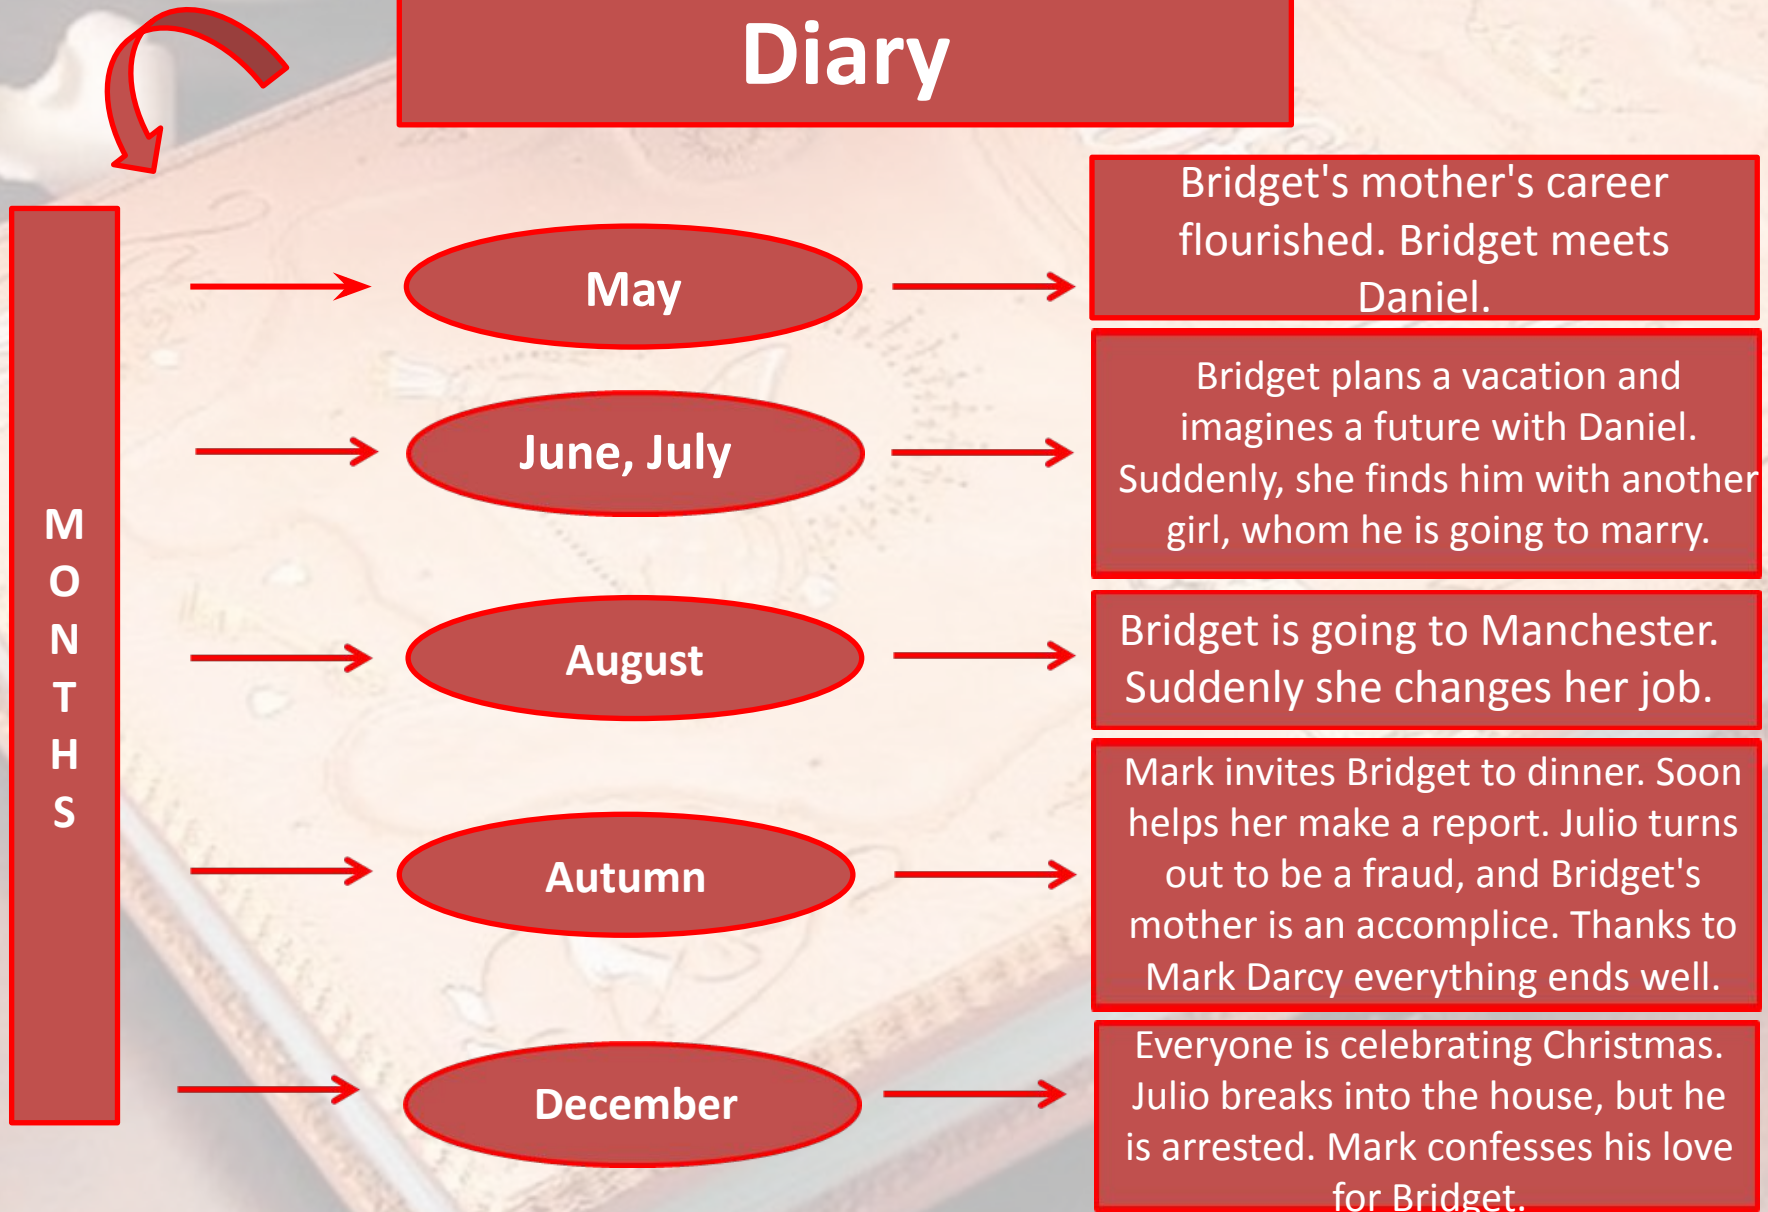 Diary
M
O
N
T
H
S
May
Bridget's mother's career
flourished. Bridget meets
Daniel.
June, July
Bridget plans a vacation and
imagines a future with Daniel.
Suddenly, she finds him with another
girl, whom he is going to marry.
August
Bridget is going to Manchester.
Suddenly she changes her job.
Autumn
Mark invites Bridget to dinner. Soon
helps her make a report. Julio turns
out to be a fraud, and Bridget's
mother is an accomplice. Thanks to
Mark Darcy everything ends well.
December
Everyone is celebrating Christmas.
Julio breaks into the house, but he
is arrested. Mark confesses his love
for Bridget.